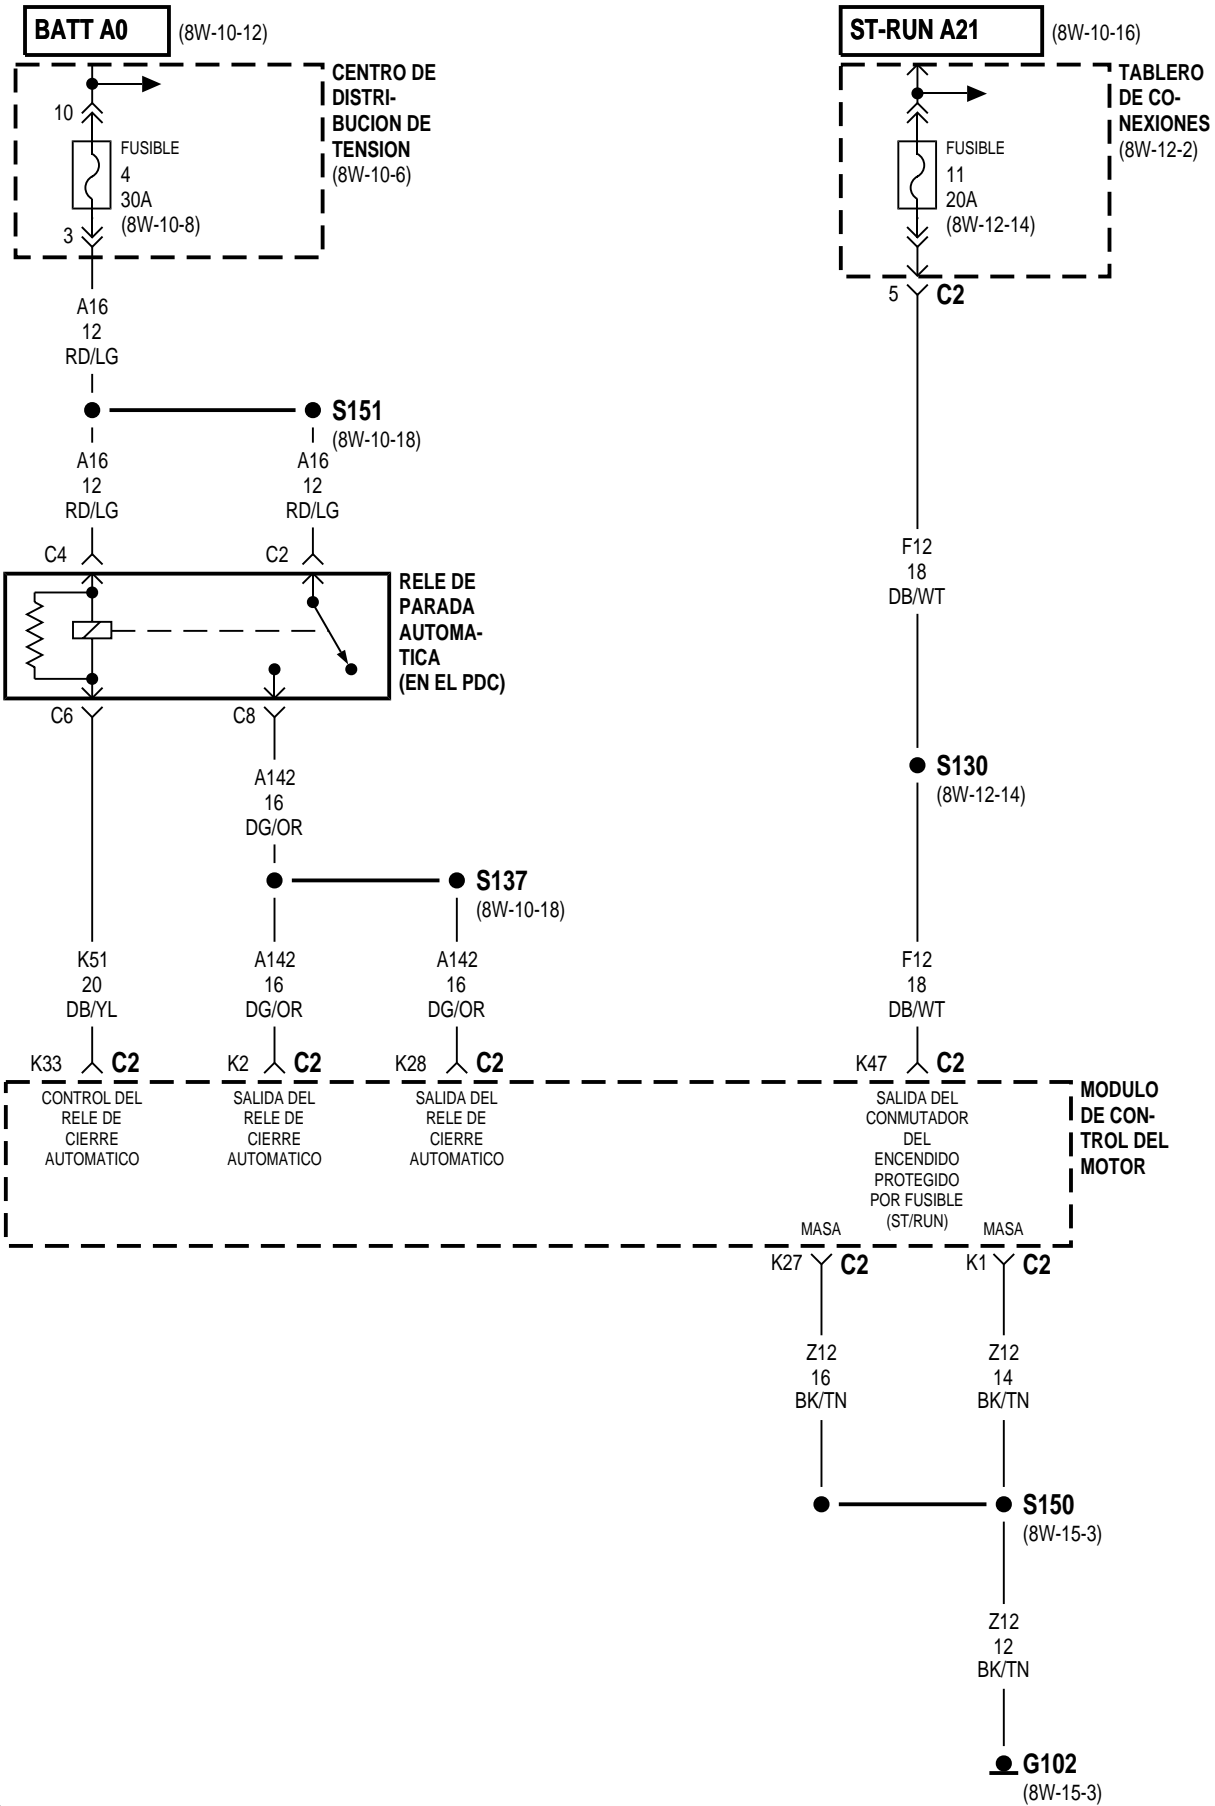 BATT A0 (8W-10-12)
ST-RUN A21 (8W-10-16)
CENTRO DE
DISTRI-
BUCION DE
TENSION
(8W-10-6)
10
FUSIBLE
4
30A
(8W-10-8)
3
TABLERO
DE CO-
NEXIONES
(8W-12-2)
FUSIBLE
11
20A
(8W-12-14)
5 C2
A16
12
RD/LG
S151
(8W-10-18)
A16
12
RD/LG
A16
12
RD/LG
C4
C2
RELE DE
PARADA
AUTOMA-
TICA
(EN EL PDC)
C6
C8
F12
18
DB/WT
A142
16
DG/OR
S130
(8W-12-14)
S137
(8W-10-18)
K51
20
DB/YL
A142
16
DG/OR
A142
16
DG/OR
F12
18
DB/WT
K33 C2
K2 C2
K28 C2
K47 C2
CONTROL DEL
RELE DE
CIERRE
AUTOMATICO
SALIDA DEL
RELE DE
CIERRE
AUTOMATICO
SALIDA DEL
RELE DE
CIERRE
AUTOMATICO
SALIDA DEL
CONMUTADOR
DEL
ENCENDIDO
PROTEGIDO
POR FUSIBLE
(ST/RUN)
MODULO
DE CON-
TROL DEL
MOTOR
MASA
MASA
K27 C2
K1 C2
Z12
16
BK/TN
Z12
14
BK/TN
S150
(8W-15-3)
Z12
12
BK/TN
G102
(8W-15-3)